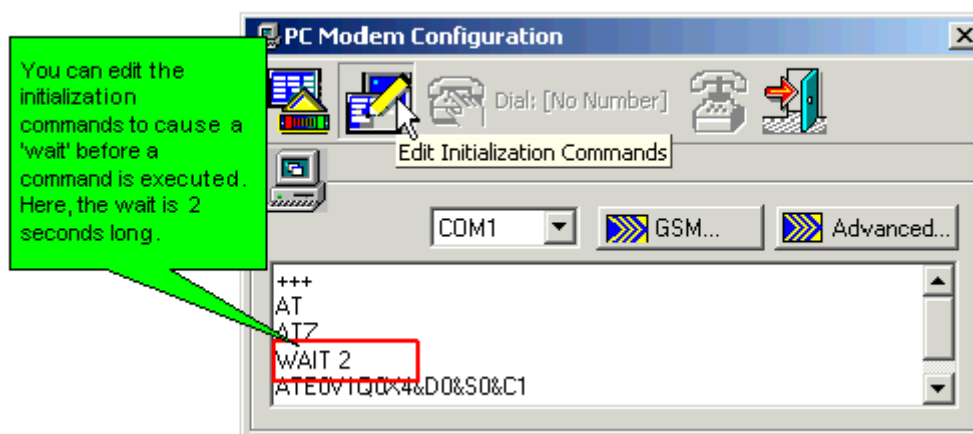 PC Modem Configuration
You can edit the
initialization
commands to cause a
'wait' before a
command is executed.
Here, the wait is 2
seconds long.
Dial: [No Number]
Edit Initialization Commands
COM1
GSM...
Advanced...
+++
AT
ATZ
WAIT 2
ATE0V1Q0X4&D0&S0&C1